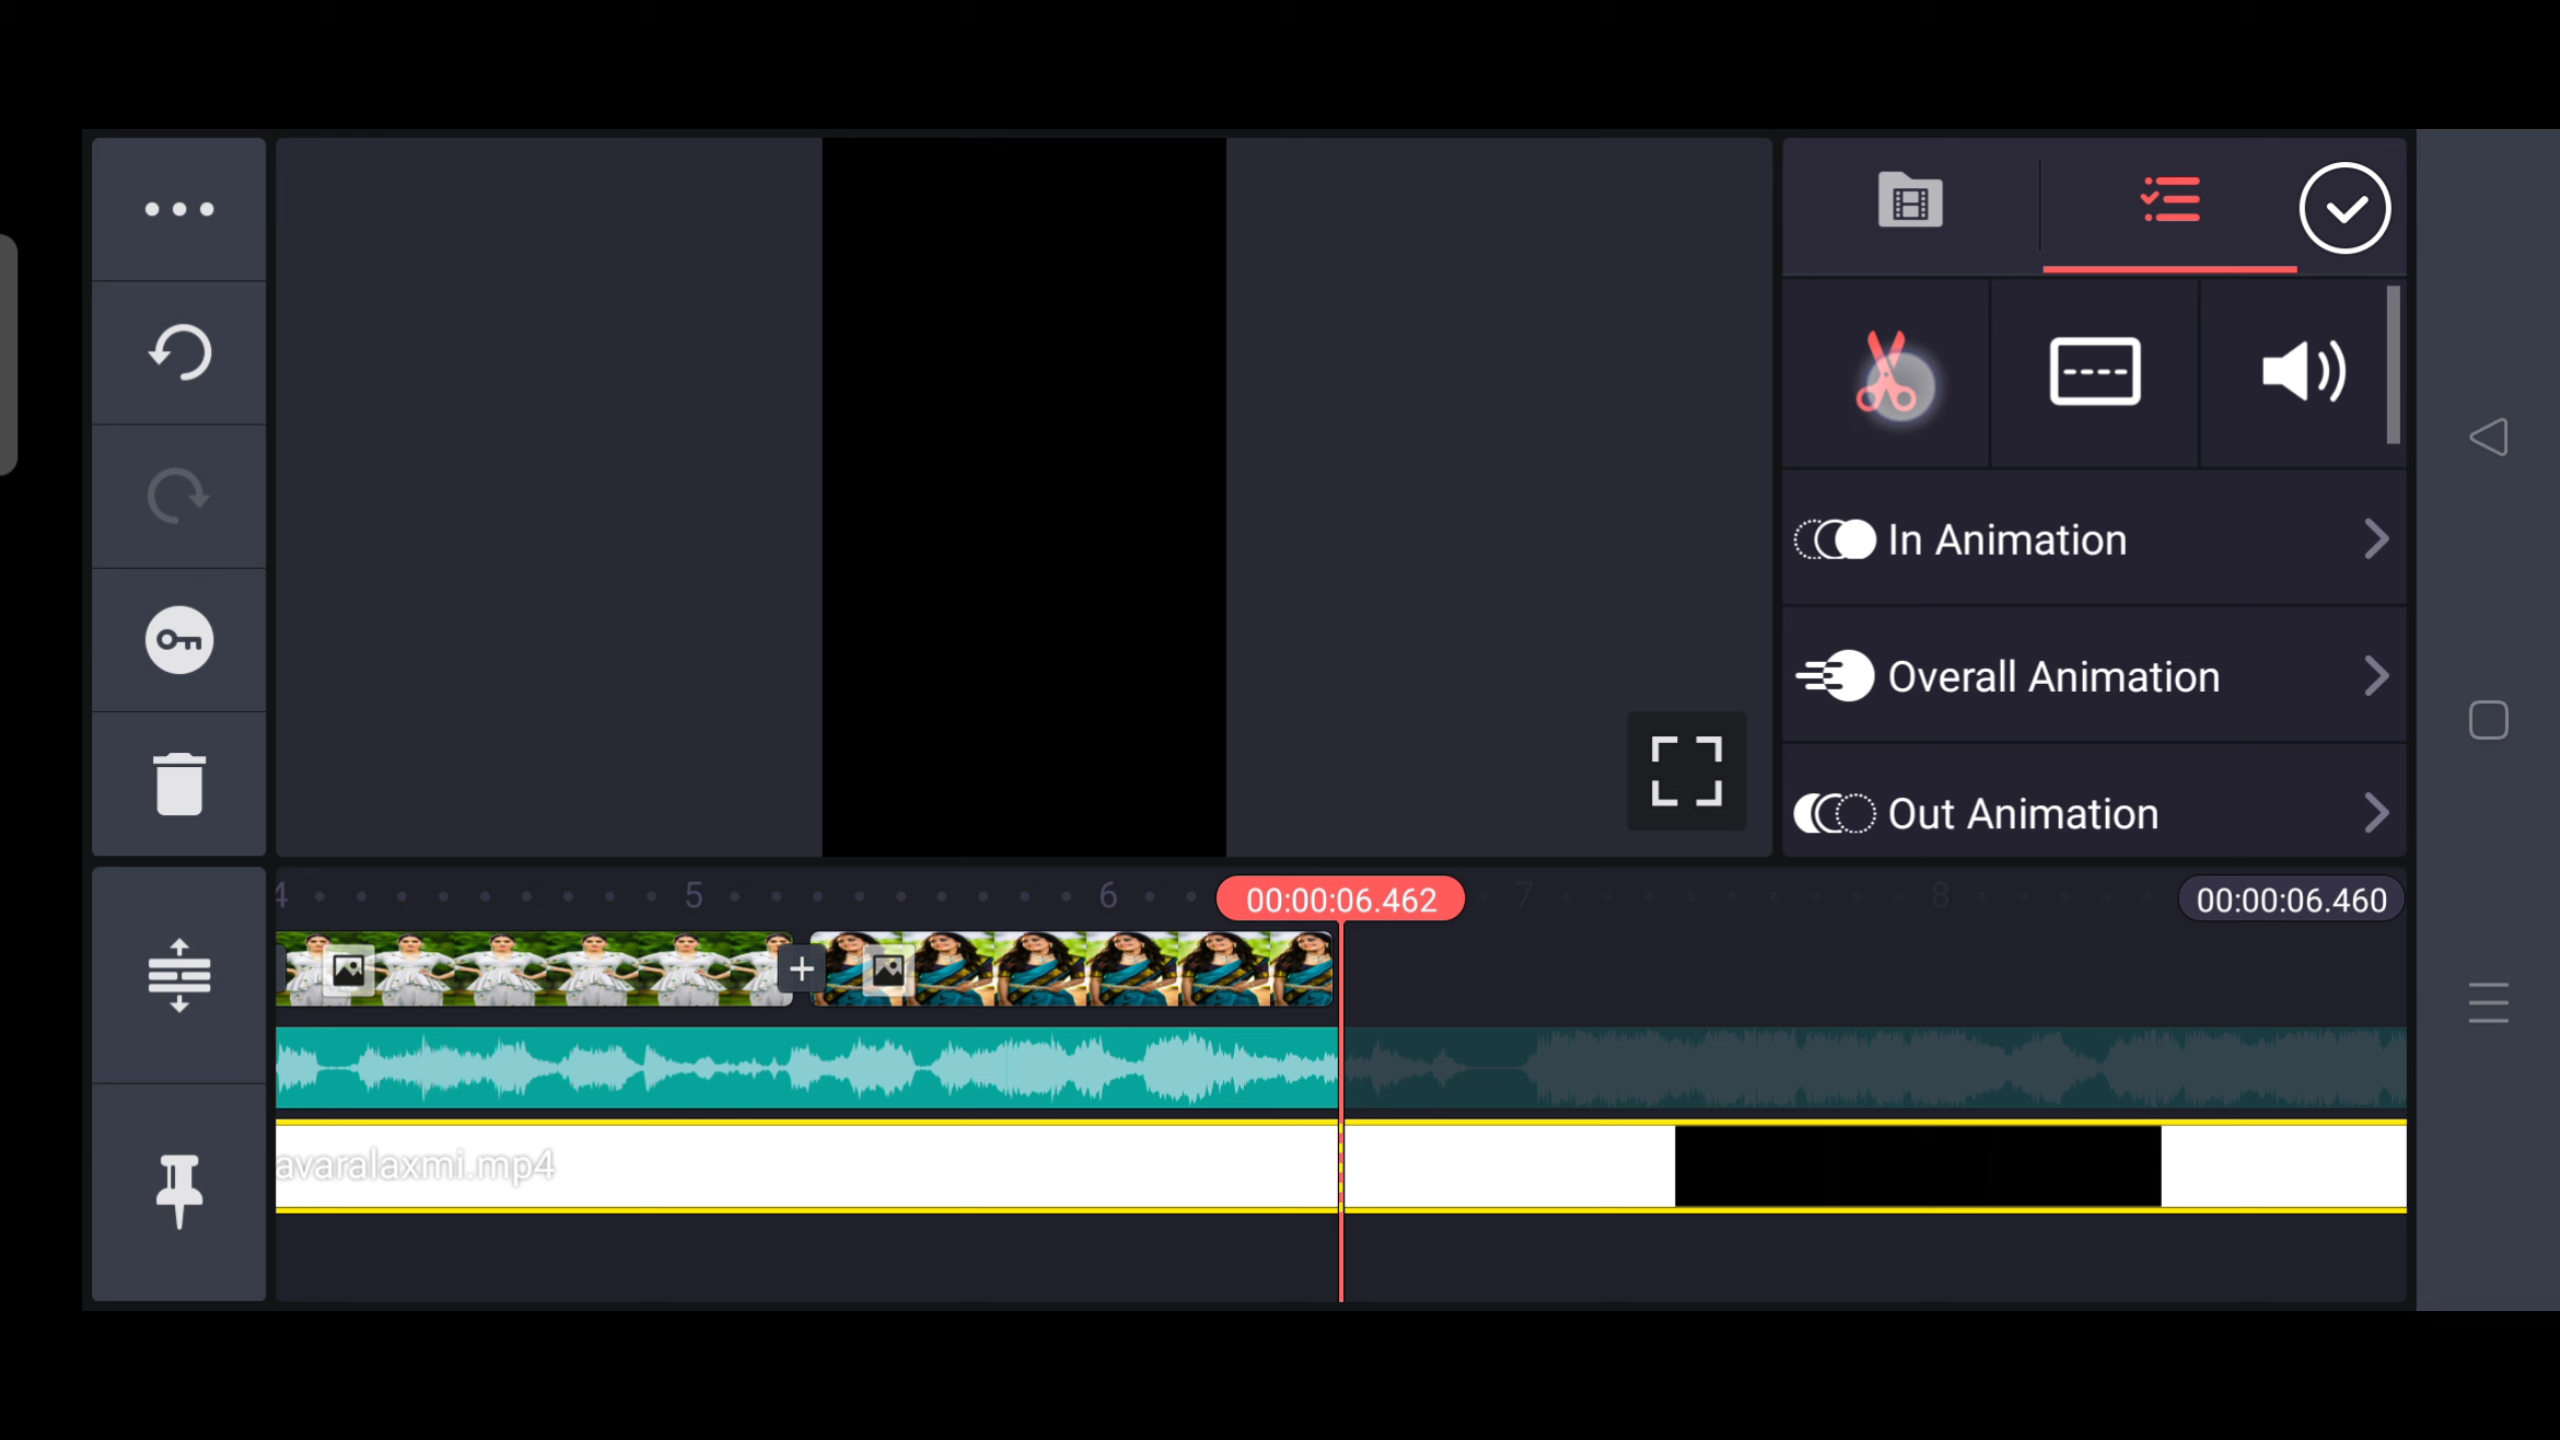 In Animation
Overall Animation
Out Animation
4
5
6
00:00:06.462
7
8
00:00:06.460
avaralaxmi.mp4